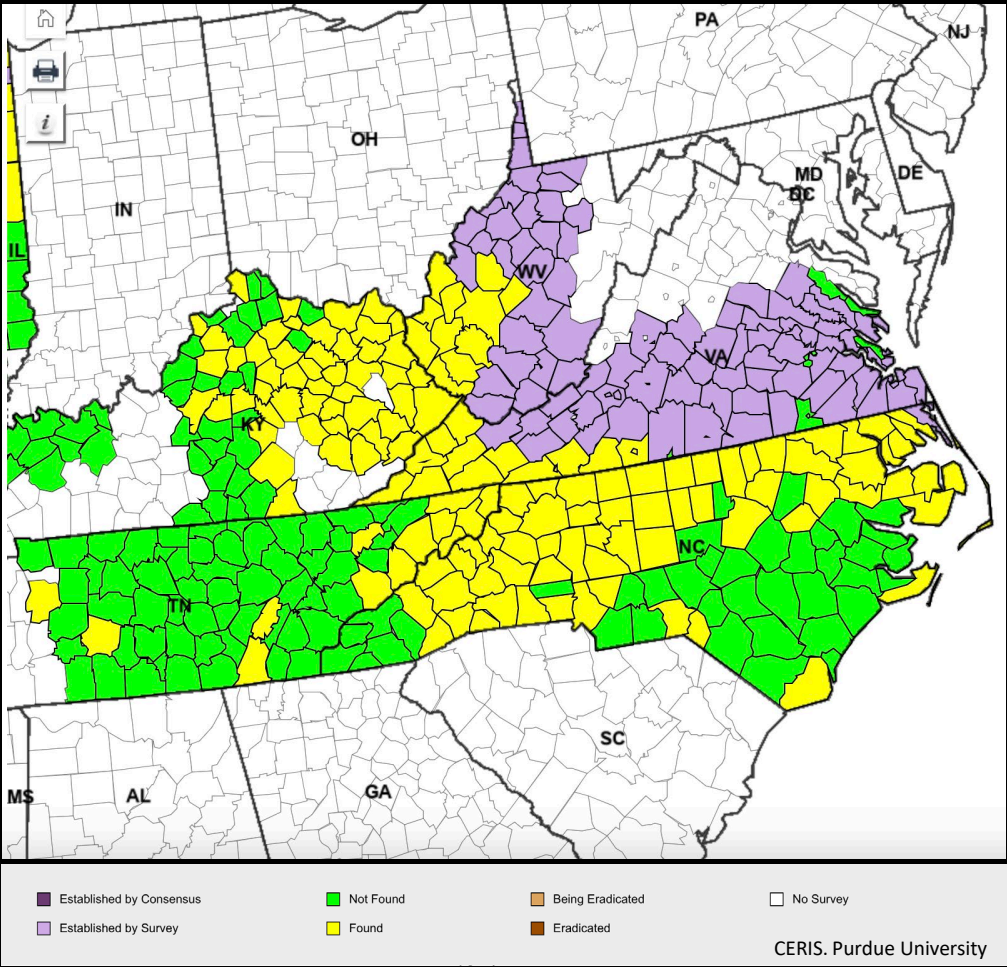 PA
NJ
OH
MD
DC
DE
IN
IL
WV
VA
KY
NC
TN
SC
MS
AL
GA
i
Established by Consensus
Not Found
Being Eradicated
No Survey
Established by Survey
Found
Eradicated
CERIS. Purdue University